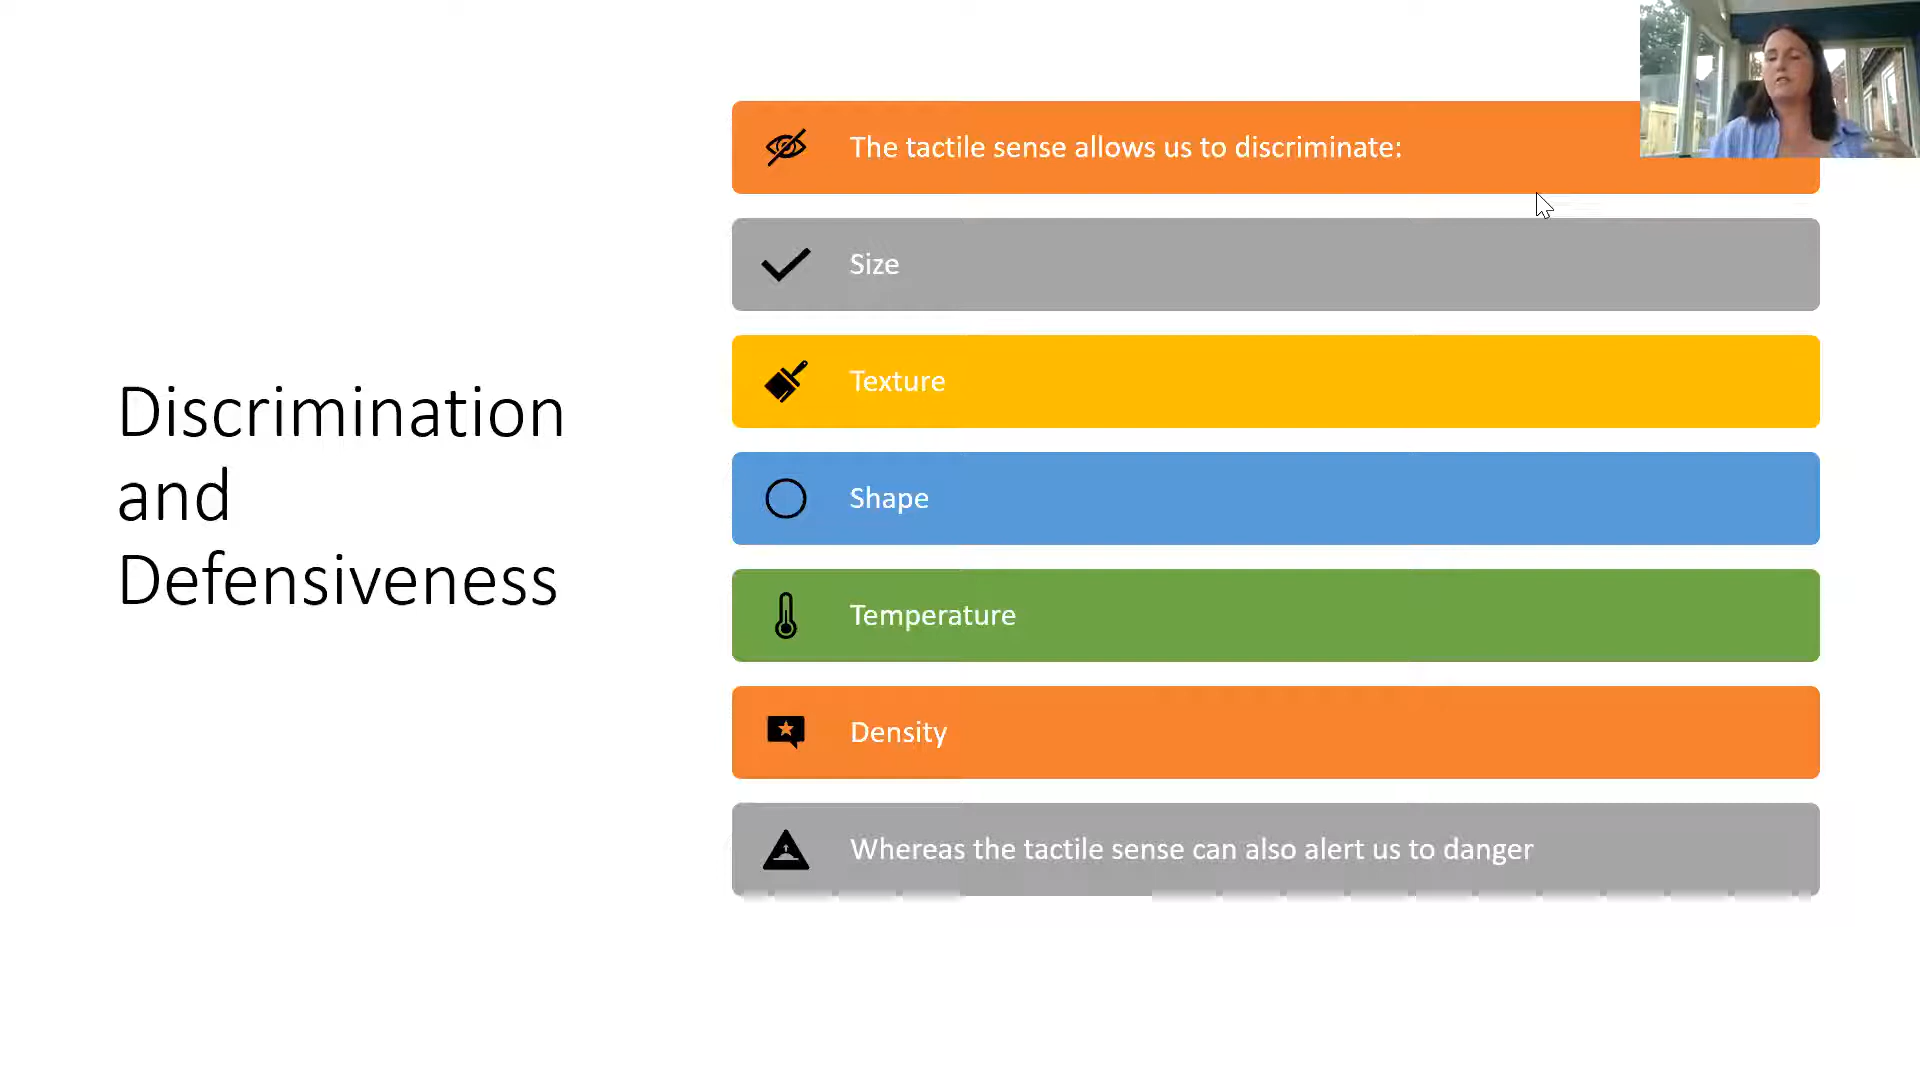 Discrimination
and
Defensiveness
The tactile sense allows us to discriminate:
Size
Texture
Shape
Temperature
Density
Whereas the tactile sense can also alert us to danger